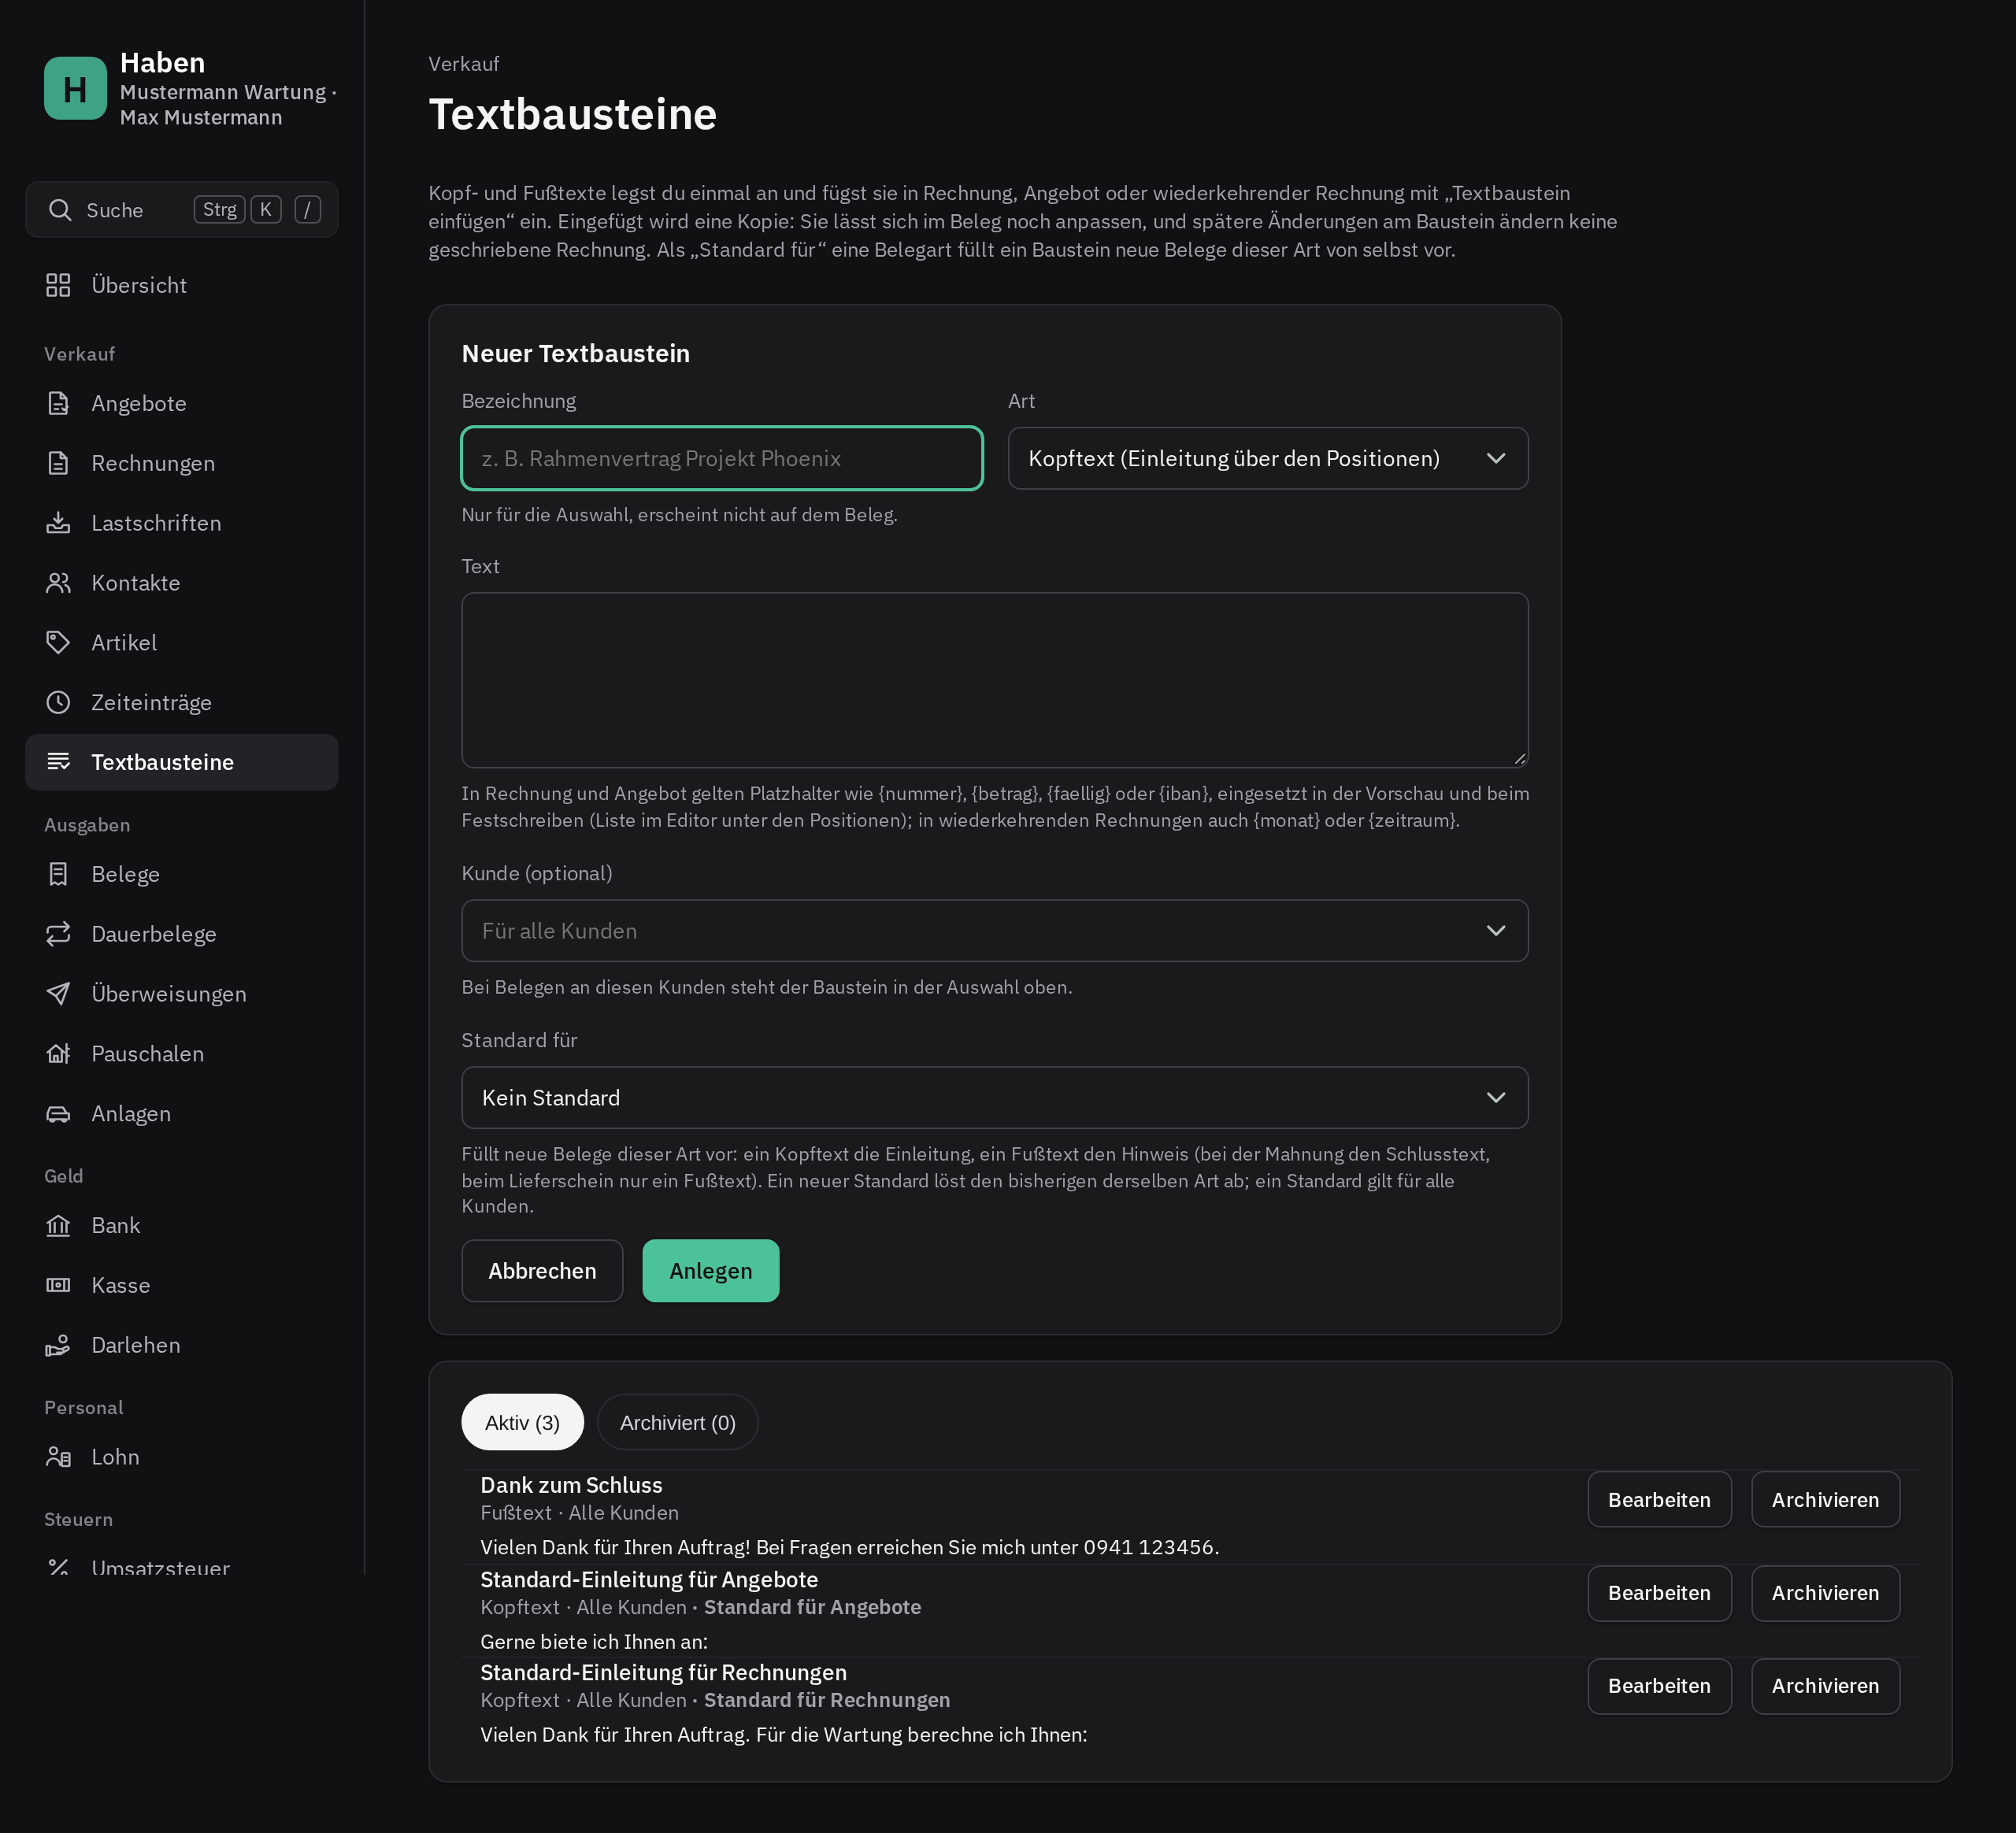 Haben
Mustermann Wartung ·
Max Mustermann
Suche Strg K /
Übersicht
Verkauf
Angebote
Rechnungen
Lastschriften
Kontakte
Artikel
Zeiteinträge
Textbausteine
Ausgaben
Belege
Dauerbelege
Überweisungen
Pauschalen
Anlagen
Geld
Bank
Kasse
Darlehen
Personal
Lohn
Steuern
Umsatzsteuer
Verkauf
Textbausteine
Kopf- und Fußtexte legst du einmal an und fügst sie in Rechnung, Angebot oder wiederkehrender Rechnung mit „Textbaustein
einfügen“ ein. Eingefügt wird eine Kopie: Sie lässt sich im Beleg noch anpassen, und spätere Änderungen am Baustein ändern keine
geschriebene Rechnung. Als „Standard für“ eine Belegart füllt ein Baustein neue Belege dieser Art von selbst vor.
Neuer Textbaustein
Bezeichnung
z. B. Rahmenvertrag Projekt Phoenix
Nur für die Auswahl, erscheint nicht auf dem Beleg.
Art
Kopftext (Einleitung über den Positionen)
Text
In Rechnung und Angebot gelten Platzhalter wie {nummer}, {betrag}, {faellig} oder {iban}, eingesetzt in der Vorschau und beim
Festschreiben (Liste im Editor unter den Positionen); in wiederkehrenden Rechnungen auch {monat} oder {zeitraum}.
Kunde (optional)
Für alle Kunden
Bei Belegen an diesen Kunden steht der Baustein in der Auswahl oben.
Standard für
Kein Standard
Füllt neue Belege dieser Art vor: ein Kopftext die Einleitung, ein Fußtext den Hinweis (bei der Mahnung den Schlusstext,
beim Lieferschein nur ein Fußtext). Ein neuer Standard löst den bisherigen derselben Art ab; ein Standard gilt für alle
Kunden.
Abbrechen Anlegen
Aktiv (3) Archiviert (0)
Dank zum Schluss
Fußtext · Alle Kunden
Vielen Dank für Ihren Auftrag! Bei Fragen erreichen Sie mich unter 0941 123456.
Bearbeiten Archivieren
Standard-Einleitung für Angebote
Kopftext · Alle Kunden · Standard für Angebote
Gerne biete ich Ihnen an:
Bearbeiten Archivieren
Standard-Einleitung für Rechnungen
Kopftext · Alle Kunden · Standard für Rechnungen
Vielen Dank für Ihren Auftrag. Für die Wartung berechne ich Ihnen:
Bearbeiten Archivieren